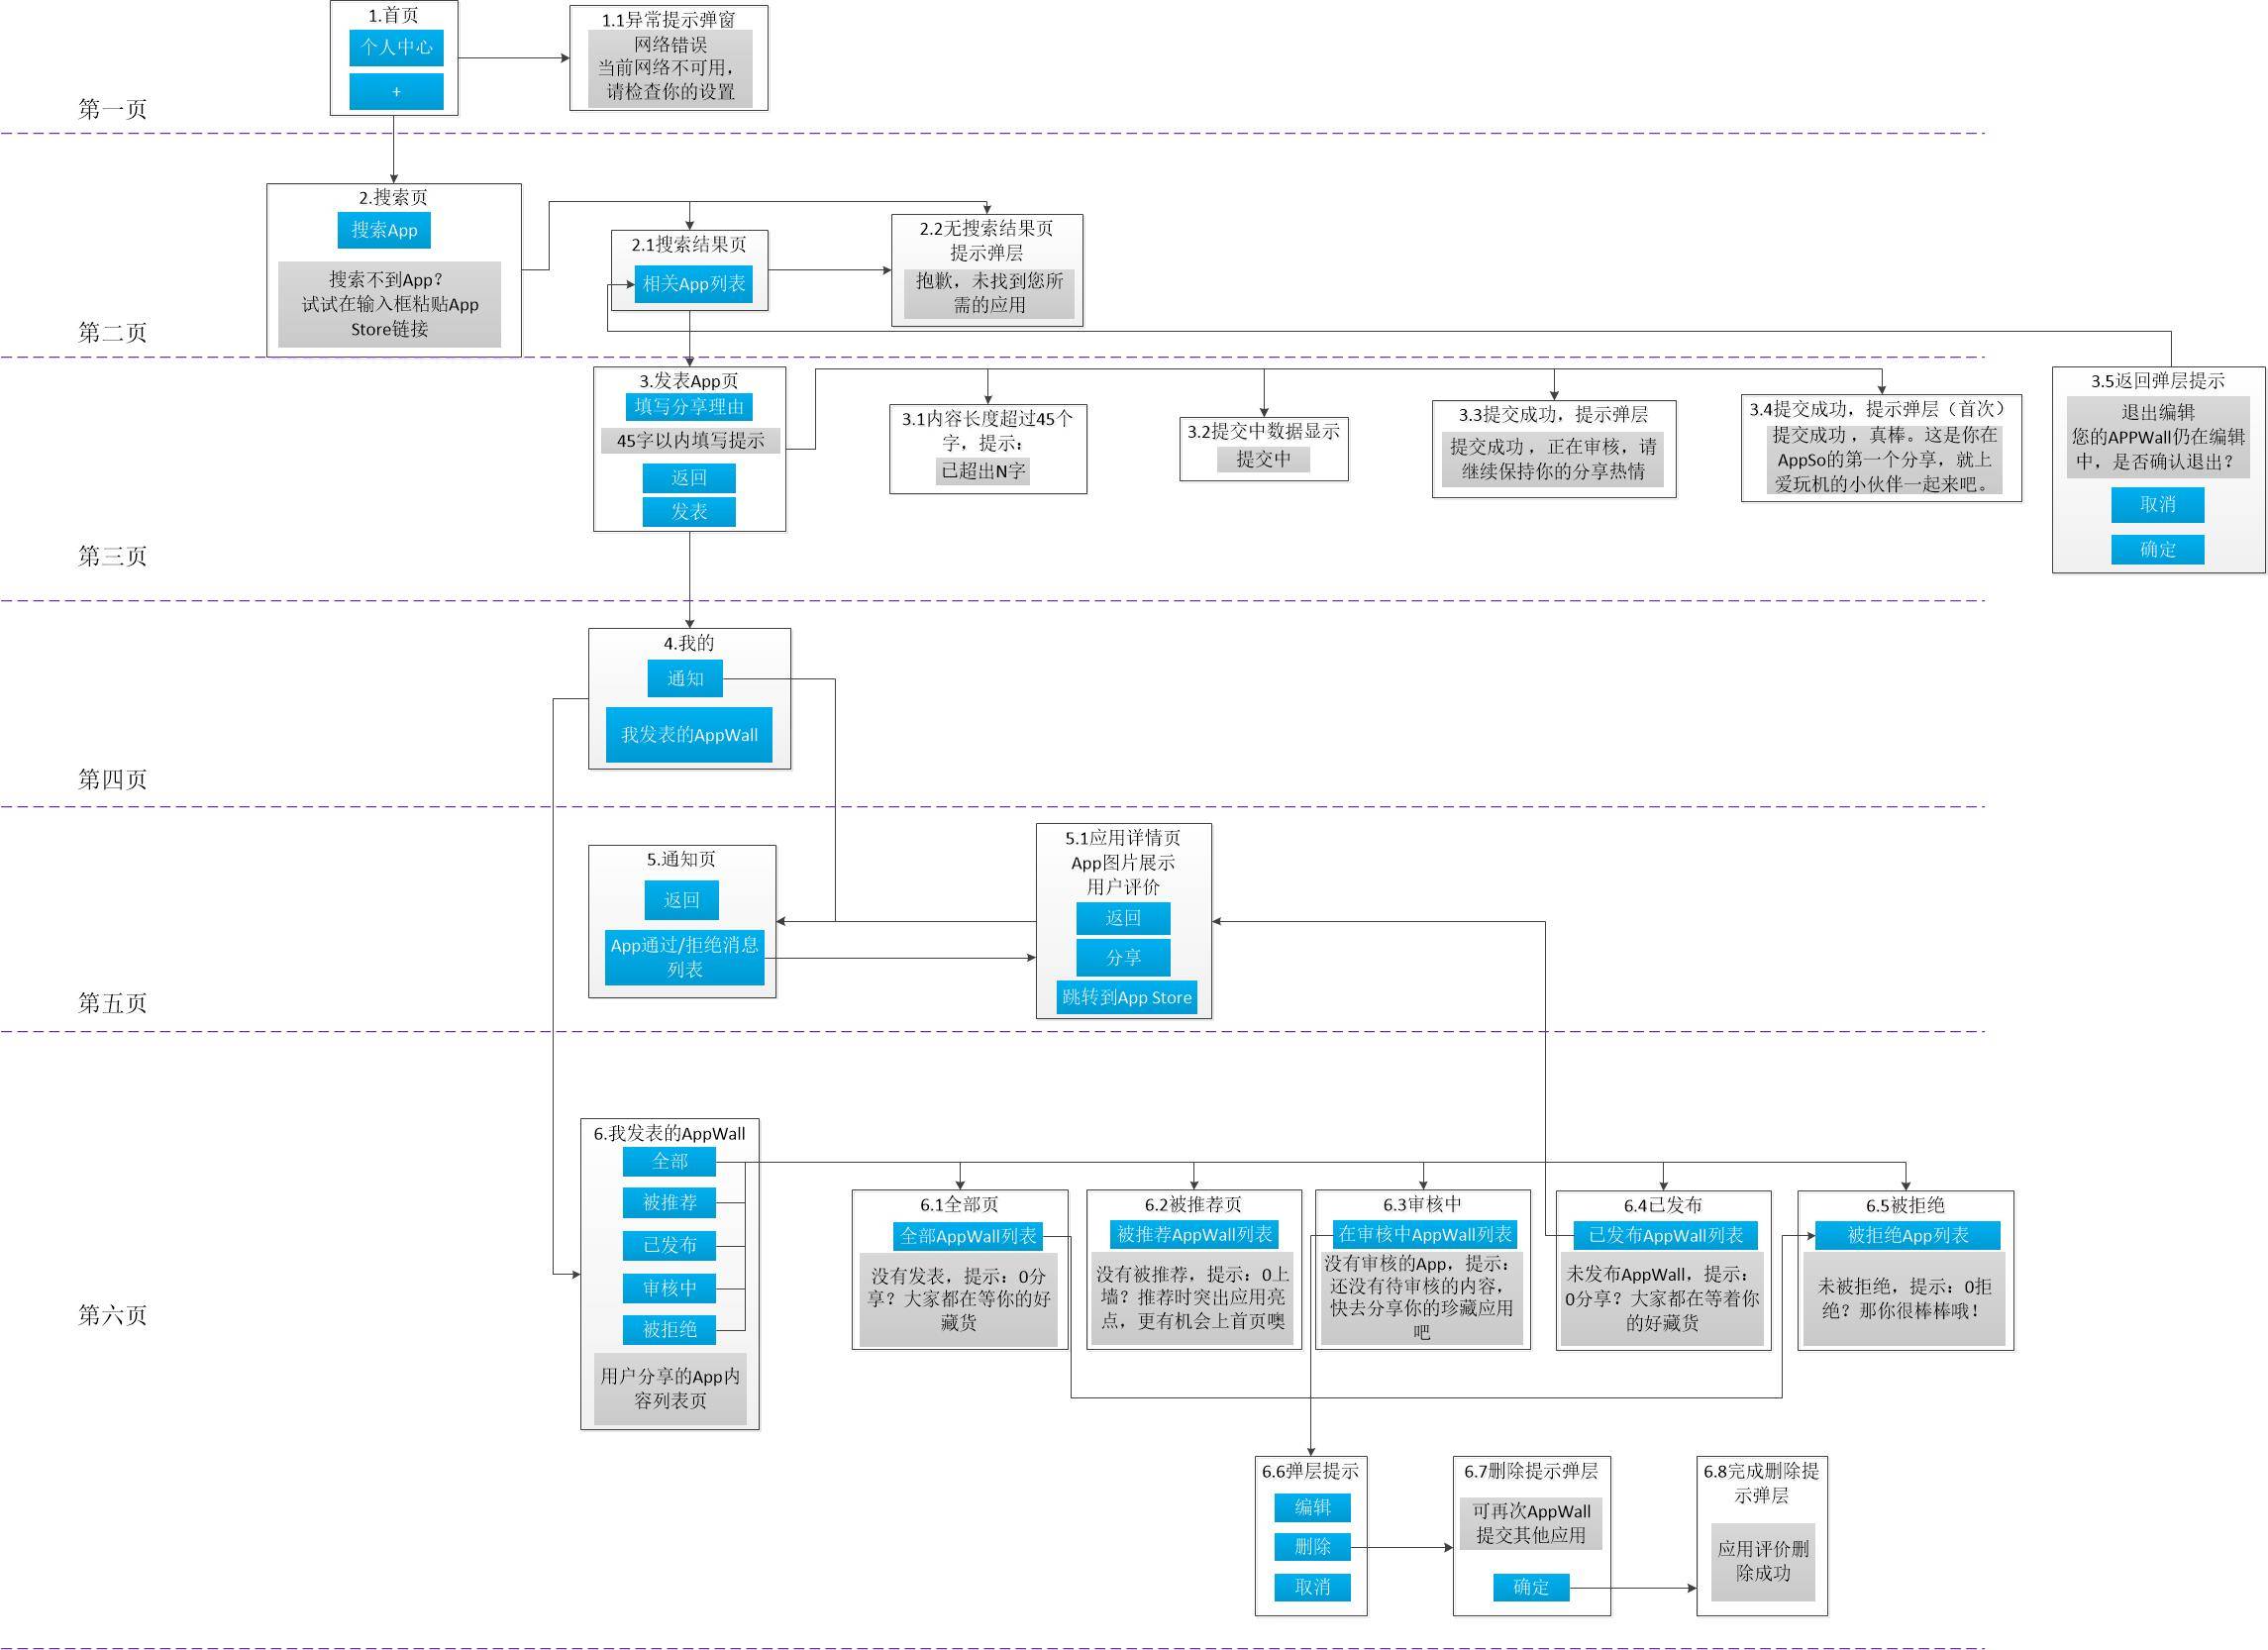 1.首页
个人中心
+
1.1异常提示弹窗
网络错误
当前网络不可用，
请检查你的设置
第一页
2.搜索页
搜索App
搜索不到App？
试试在输入框粘贴App
Store链接
2.1搜索结果页
相关App列表
2.2无搜索结果页
提示弹层
抱歉，未找到您所
需的应用
第二页
3.发表App页
填写分享理由
45字以内填写提示
返回
发表
3.1内容长度超过45个
字，提示：
已超出N字
3.2提交中数据显示
提交中
3.3提交成功，提示弹层
提交成功，正在审核，请
继续保持你的分享热情
3.4提交成功，提示弹层（首次）
提交成功，真棒。这是你在
AppSo的第一个分享，就上
爱玩机的小伙伴一起来吧。
3.5返回弹层提示
退出编辑
您的APPWall仍在编辑
中，是否确认退出？
取消
确定
第三页
4.我的
通知
我发表的AppWall
第四页
5.通知页
返回
App通过/拒绝消息
列表
5.1应用详情页
App图片展示
用户评价
返回
分享
跳转到App Store
第五页
6.我发表的AppWall
全部
被推荐
已发布
审核中
被拒绝
用户分享的App内
容列表页
6.1全部页
全部AppWall列表
没有发表，提示：0分
享？大家都在等你的好
藏货
6.2被推荐页
被推荐AppWall列表
没有被推荐，提示：0上
墙？推荐时突出应用亮
点，更有机会上首页噢
6.3审核中
在审核中AppWall列表
没有审核的App，提示：
还没有待审核的内容，
快去分享你的珍藏应用
吧
6.4已发布
已发布AppWall列表
未发布AppWall，提示：
0分享？大家都在等着你
的好藏货
6.5被拒绝
被拒绝App列表
未被拒绝，提示：0拒
绝？那你很棒棒哦！
第六页
6.6弹层提示
编辑
删除
取消
6.7删除提示弹层
可再次AppWall
提交其他应用
确定
6.8完成删除提
示弹层
应用评价删
除成功